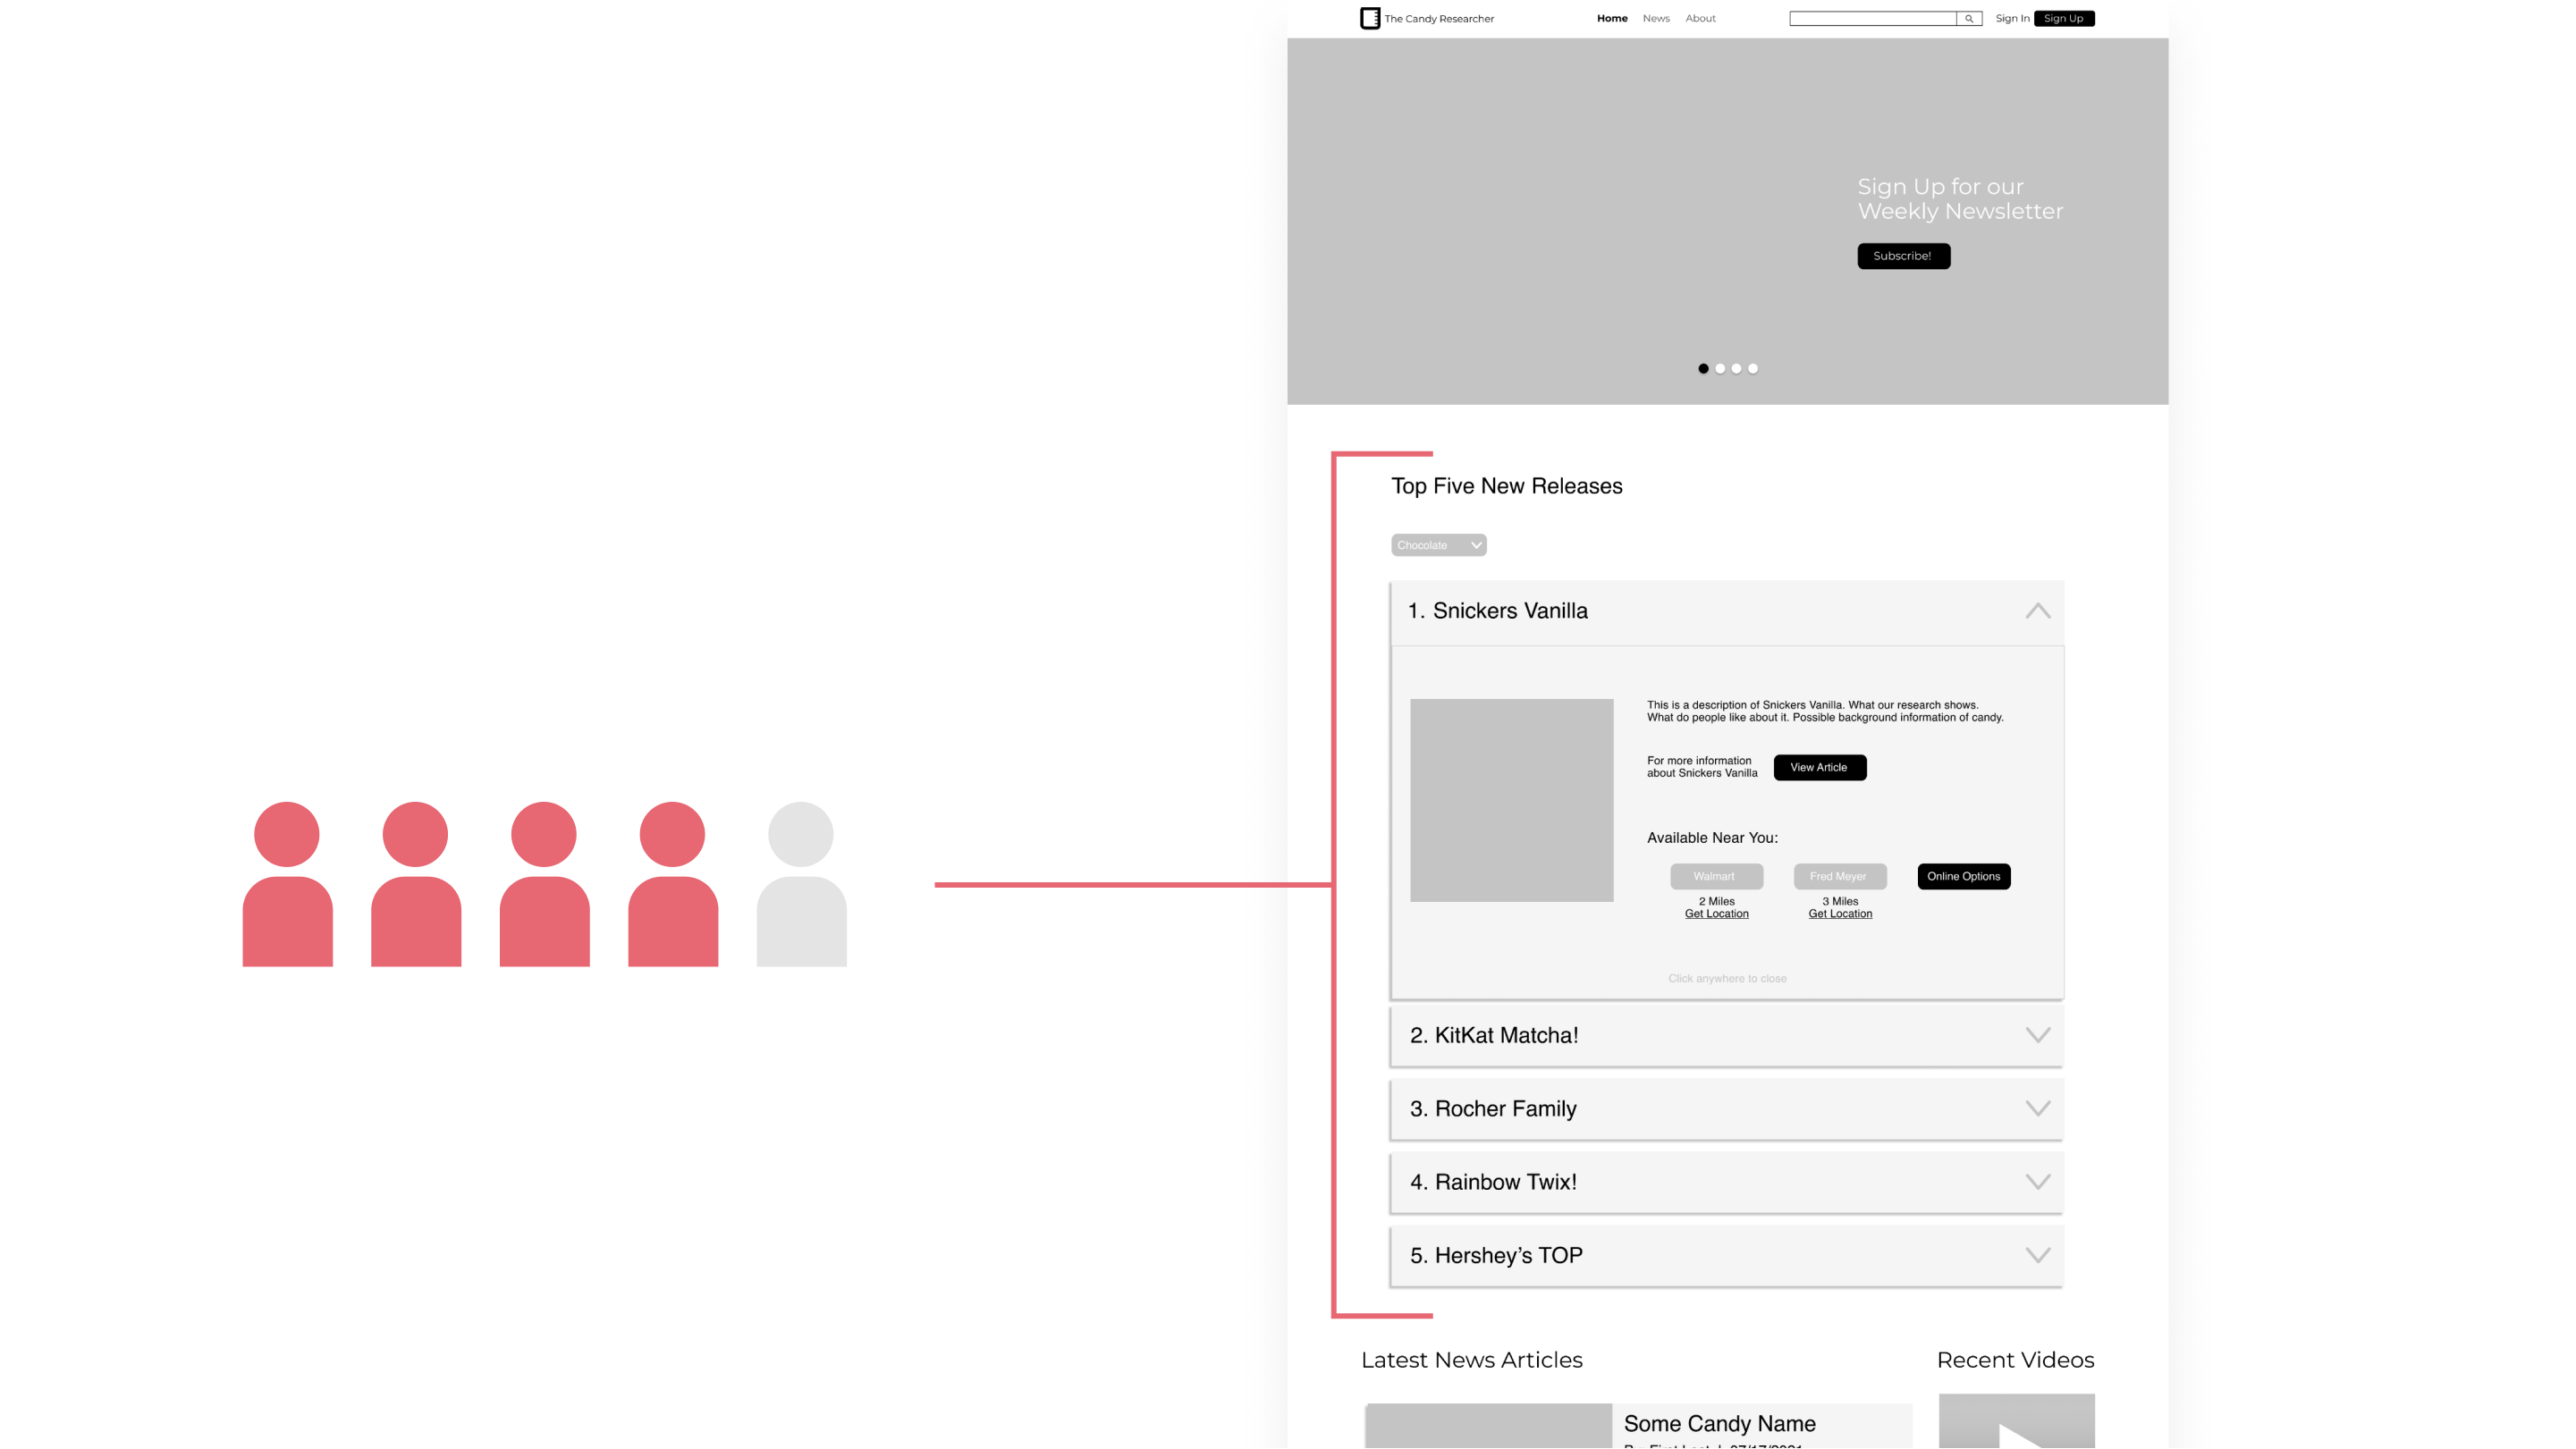 The Candy Researcher
Home News About
Sign In Sign Up
Sign Up for our
Weekly Newsletter
Subscribe!
Top Five New Releases
Chocolate
1. Snickers Vanilla
This is a description of Snickers Vanilla. What our research shows.
What do people like about it. Possible background information of candy.
For more information
about Snickers Vanilla
View Article
Available Near You:
Walmart Fred Meyer Online Options
2 Miles 3 Miles
Get Location Get Location
Click anywhere to close
2. KitKat Matcha!
3. Rocher Family
4. Rainbow Twix!
5. Hershey’s TOP
Latest News Articles
Recent Videos
Some Candy Name